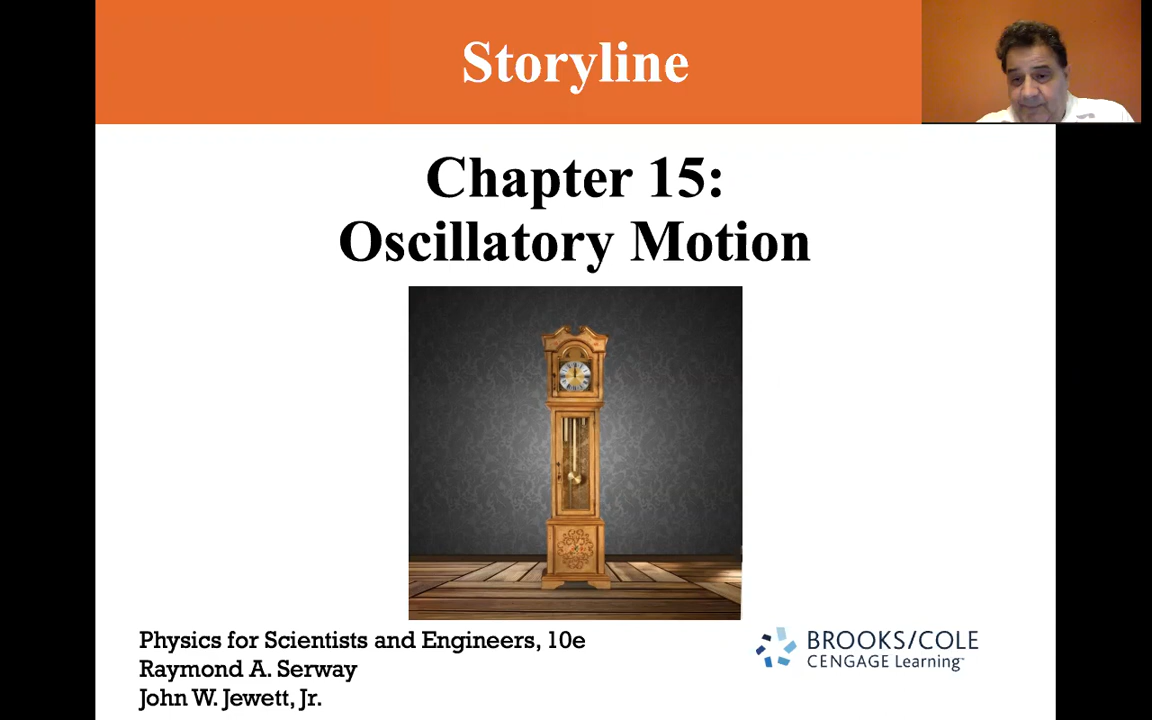 Storyline
Chapter 15:
Oscillatory Motion
Physics for Scientists and Engineers, 10e
Raymond A. Serway
John W. Jewett, Jr.
BROOKS/COLE
CENGAGE Learning™